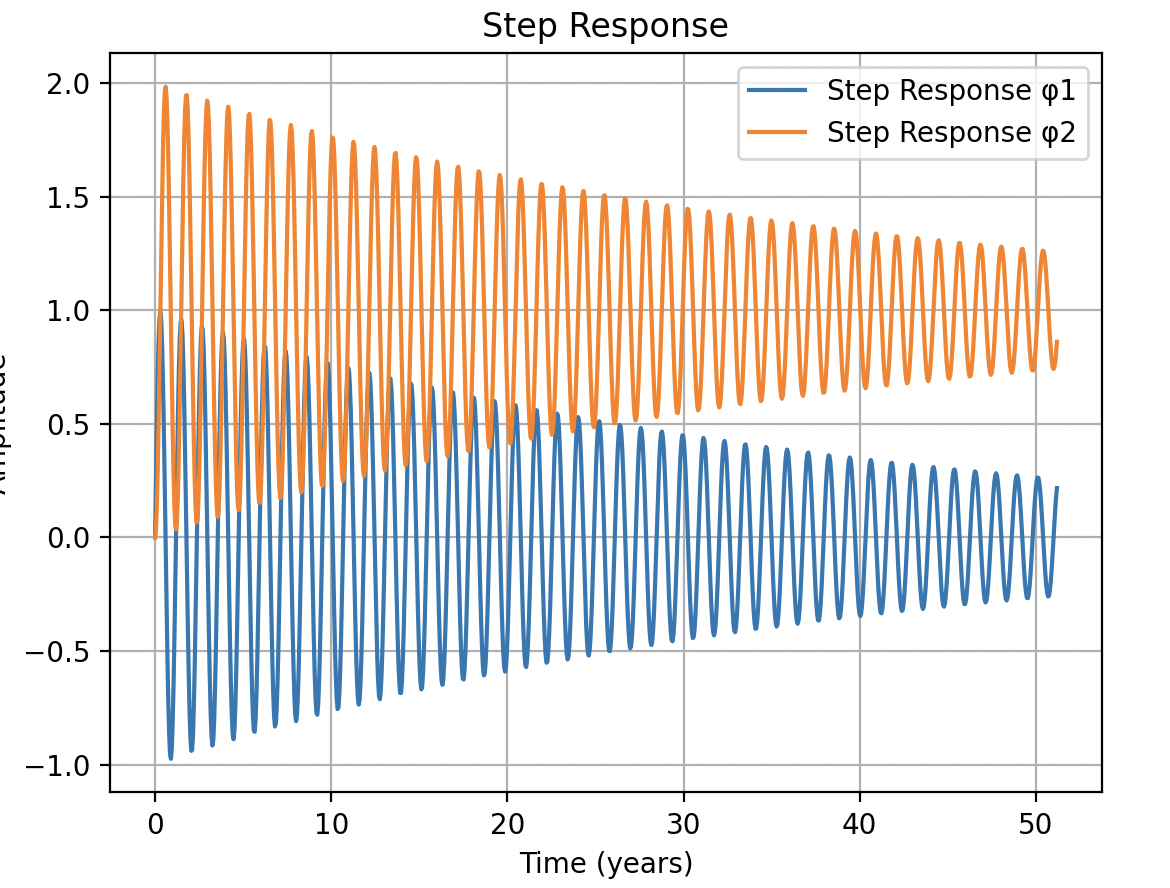 Step Response
Step Response φ1
Step Response φ2
2.0
1.5
1.0
0.5
0.0
−0.5
−1.0
0 10 20 30 40 50
Time (years)